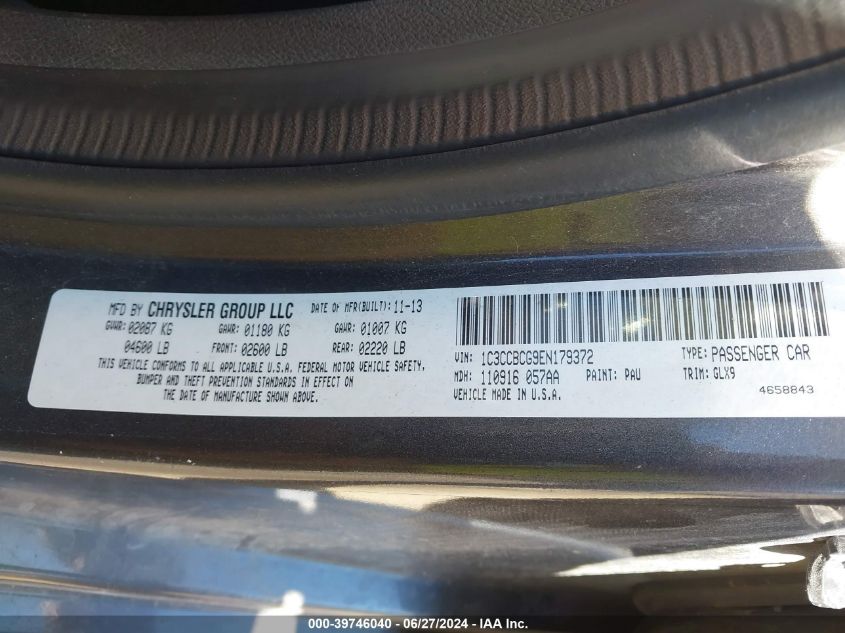 MFD BY CHRYSLER GROUP LLC DATE OF MFR(BUILT): 11-13
GVWR: 02087 KG GAWR: 01180 KG GAWR: 01007 KG
04600 LB FRONT: 02600 LB REAR: 02220 LB
THIS VEHICLE CONFORMS TO ALL APPLICABLE U.S.A. FEDERAL MOTOR VEHICLE SAFETY,
BUMPER AND THEFT PREVENTION STANDARDS IN EFFECT ON
THE DATE OF MANUFACTURE SHOWN ABOVE.
VIN: 1C3CCBCG9EN179372 TYPE: PASSENGER CAR
MDH: 110916 057AA PAINT: PAU TRIM: GLX9
VEHICLE MADE IN U.S.A. 4658843
000-39746040 - 06/27/2024 - IAA Inc.